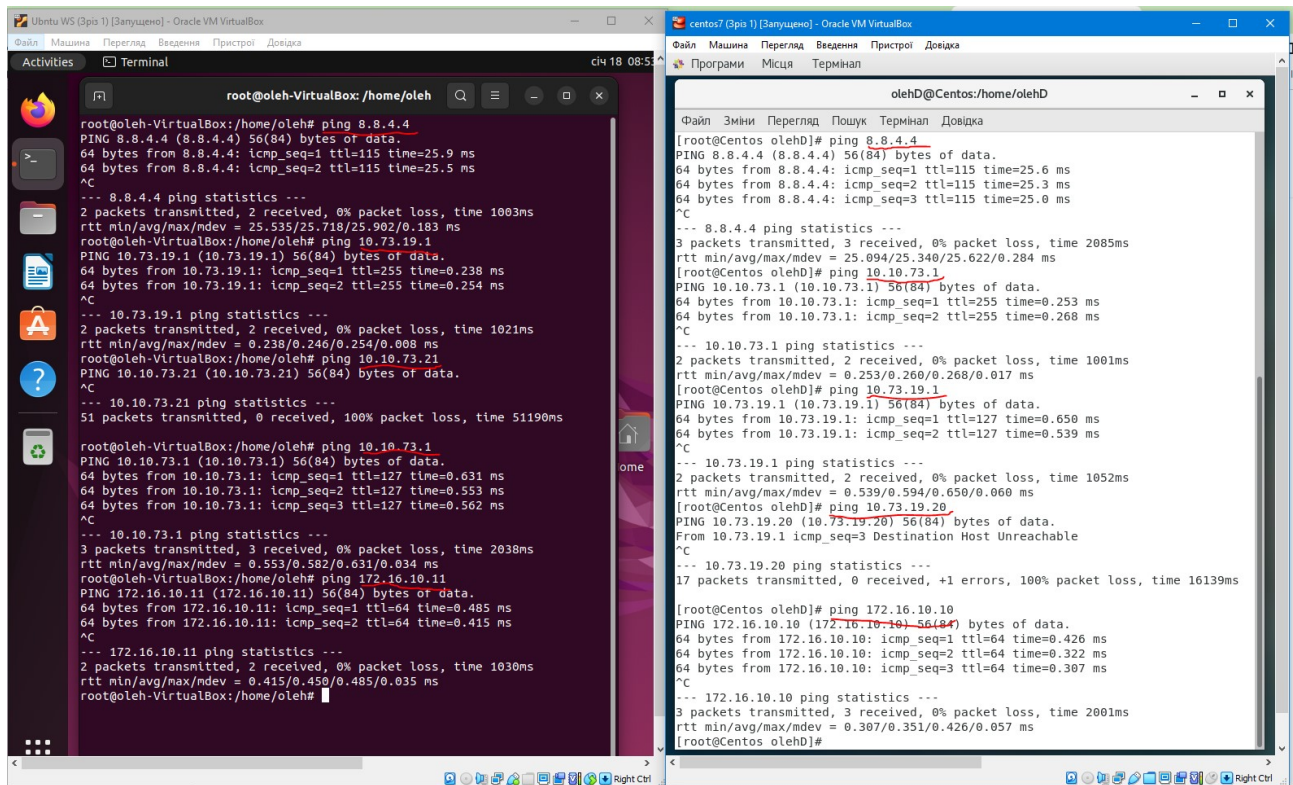 Ubntu WS (Зріз 1) [Запущено] - Oracle VM VirtualBox
Файл Машина Перегляд Введення Пристрої Довідка
Activities Terminal січ 18 08:53
root@oleh-VirtualBox: /home/oleh
root@oleh-VirtualBox:/home/oleh# ping 8.8.4.4
PING 8.8.4.4 (8.8.4.4) 56(84) bytes of data.
64 bytes from 8.8.4.4: icmp_seq=1 ttl=115 time=25.9 ms
64 bytes from 8.8.4.4: icmp_seq=2 ttl=115 time=25.5 ms
^C
--- 8.8.4.4 ping statistics ---
2 packets transmitted, 2 received, 0% packet loss, time 1003ms
rtt min/avg/max/mdev = 25.535/25.718/25.902/0.183 ms
root@oleh-VirtualBox:/home/oleh# ping 10.73.19.1
PING 10.73.19.1 (10.73.19.1) 56(84) bytes of data.
64 bytes from 10.73.19.1: icmp_seq=1 ttl=255 time=0.238 ms
64 bytes from 10.73.19.1: icmp_seq=2 ttl=255 time=0.254 ms
^C
--- 10.73.19.1 ping statistics ---
2 packets transmitted, 2 received, 0% packet loss, time 1021ms
rtt min/avg/max/mdev = 0.238/0.246/0.254/0.008 ms
root@oleh-VirtualBox:/home/oleh# ping 10.10.73.21
PING 10.10.73.21 (10.10.73.21) 56(84) bytes of data.
^C
--- 10.10.73.21 ping statistics ---
51 packets transmitted, 0 received, 100% packet loss, time 51190ms
root@oleh-VirtualBox:/home/oleh# ping 10.10.73.1
PING 10.10.73.1 (10.10.73.1) 56(84) bytes of data.
64 bytes from 10.10.73.1: icmp_seq=1 ttl=127 time=0.631 ms
64 bytes from 10.10.73.1: icmp_seq=2 ttl=127 time=0.553 ms
64 bytes from 10.10.73.1: icmp_seq=3 ttl=127 time=0.562 ms
^C
--- 10.10.73.1 ping statistics ---
3 packets transmitted, 3 received, 0% packet loss, time 2038ms
rtt min/avg/max/mdev = 0.553/0.582/0.631/0.034 ms
root@oleh-VirtualBox:/home/oleh# ping 172.16.10.11
PING 172.16.10.11 (172.16.10.11) 56(84) bytes of data.
64 bytes from 172.16.10.11: icmp_seq=1 ttl=64 time=0.485 ms
64 bytes from 172.16.10.11: icmp_seq=2 ttl=64 time=0.415 ms
^C
--- 172.16.10.11 ping statistics ---
2 packets transmitted, 2 received, 0% packet loss, time 1030ms
rtt min/avg/max/mdev = 0.415/0.450/0.485/0.035 ms
root@oleh-VirtualBox:/home/oleh#
ome
Right Ctrl
centos7 (Зріз 1) [Запущено] - Oracle VM VirtualBox
Файл Машина Перегляд Введення Пристрої Довідка
Програми Місця Термінал
olehD@Centos:/home/olehD
Файл Зміни Перегляд Пошук Термінал Довідка
[root@Centos olehD]# ping 8.8.4.4
PING 8.8.4.4 (8.8.4.4) 56(84) bytes of data.
64 bytes from 8.8.4.4: icmp_seq=1 ttl=115 time=25.6 ms
64 bytes from 8.8.4.4: icmp_seq=2 ttl=115 time=25.3 ms
64 bytes from 8.8.4.4: icmp_seq=3 ttl=115 time=25.0 ms
^C
--- 8.8.4.4 ping statistics ---
3 packets transmitted, 3 received, 0% packet loss, time 2085ms
rtt min/avg/max/mdev = 25.094/25.340/25.622/0.284 ms
[root@Centos olehD]# ping 10.10.73.1
PING 10.10.73.1 (10.10.73.1) 56(84) bytes of data.
64 bytes from 10.10.73.1: icmp_seq=1 ttl=255 time=0.253 ms
64 bytes from 10.10.73.1: icmp_seq=2 ttl=255 time=0.268 ms
^C
--- 10.10.73.1 ping statistics ---
2 packets transmitted, 2 received, 0% packet loss, time 1001ms
rtt min/avg/max/mdev = 0.253/0.260/0.268/0.017 ms
[root@Centos olehD]# ping 10.73.19.1
PING 10.73.19.1 (10.73.19.1) 56(84) bytes of data.
64 bytes from 10.73.19.1: icmp_seq=1 ttl=127 time=0.650 ms
64 bytes from 10.73.19.1: icmp_seq=2 ttl=127 time=0.539 ms
^C
--- 10.73.19.1 ping statistics ---
2 packets transmitted, 2 received, 0% packet loss, time 1052ms
rtt min/avg/max/mdev = 0.539/0.594/0.650/0.060 ms
[root@Centos olehD]# ping 10.73.19.20
PING 10.73.19.20 (10.73.19.20) 56(84) bytes of data.
From 10.73.19.1 icmp_seq=3 Destination Host Unreachable
^C
--- 10.73.19.20 ping statistics ---
17 packets transmitted, 0 received, +1 errors, 100% packet loss, time 16139ms
[root@Centos olehD]# ping 172.16.10.10
PING 172.16.10.10 (172.16.10.10) 56(84) bytes of data.
64 bytes from 172.16.10.10: icmp_seq=1 ttl=64 time=0.426 ms
64 bytes from 172.16.10.10: icmp_seq=2 ttl=64 time=0.322 ms
64 bytes from 172.16.10.10: icmp_seq=3 ttl=64 time=0.307 ms
^C
--- 172.16.10.10 ping statistics ---
3 packets transmitted, 3 received, 0% packet loss, time 2001ms
rtt min/avg/max/mdev = 0.307/0.351/0.426/0.057 ms
[root@Centos olehD]#
Right Ctrl